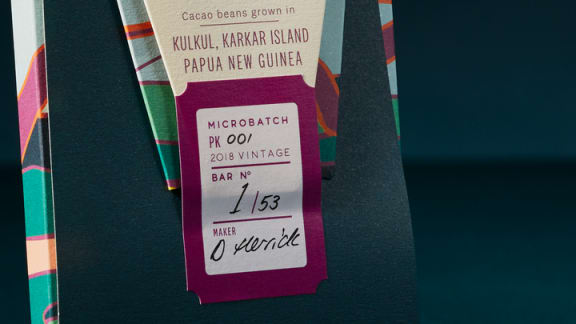 Cacao beans grown in
KULKUL, KARKAR ISLAND
PAPUA NEW GUINEA
MICROBATCH
PK 001
2018 VINTAGE
BAR Nº
1/53
MAKER
D Herrick